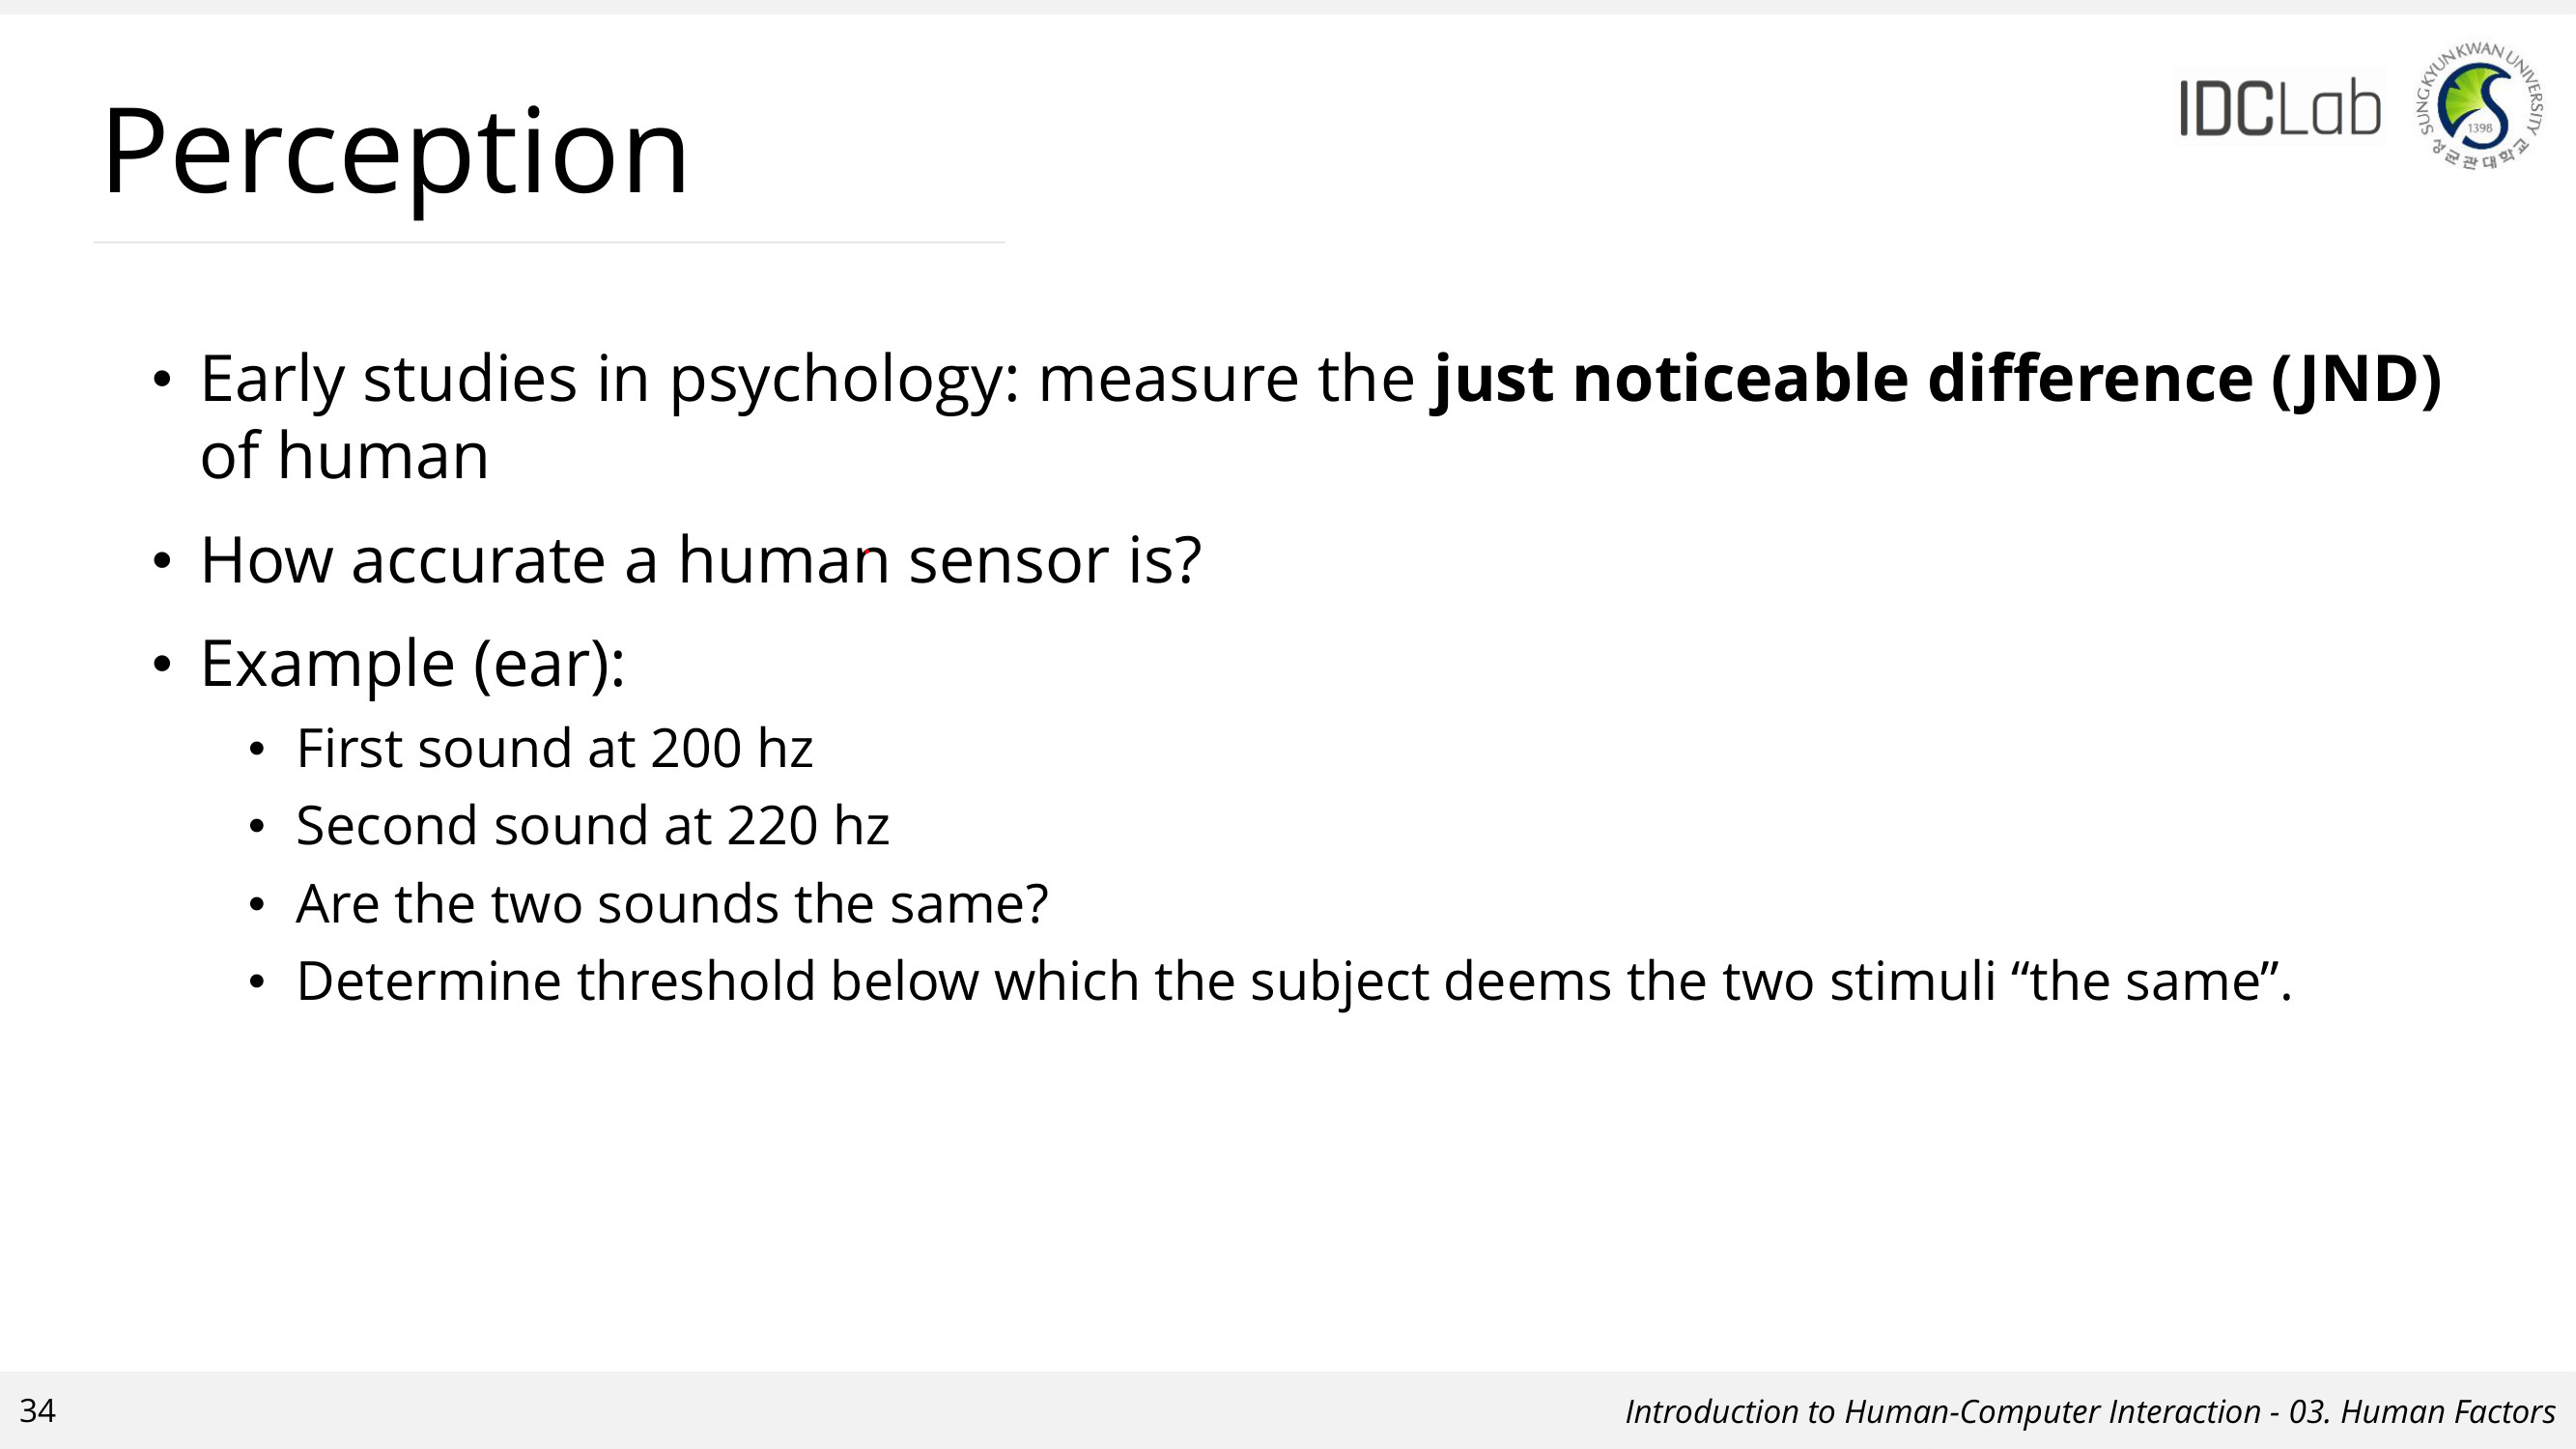 Perception
IDCLab
SUNGKYUNKWAN UNIVERSITY
1398
성균관대학교
• Early studies in psychology: measure the just noticeable difference (JND)
of human
• How accurate a human sensor is?
• Example (ear):
• First sound at 200 hz
• Second sound at 220 hz
• Are the two sounds the same?
• Determine threshold below which the subject deems the two stimuli “the same”.
34
Introduction to Human-Computer Interaction - 03. Human Factors